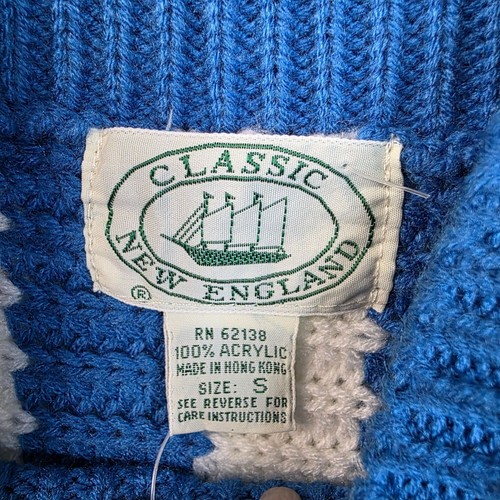 CLASSIC
NEW ENGLAND
®
RN 62138
100% ACRYLIC
MADE IN HONG KONG
SIZE: S
SEE REVERSE FOR
CARE INSTRUCTIONS